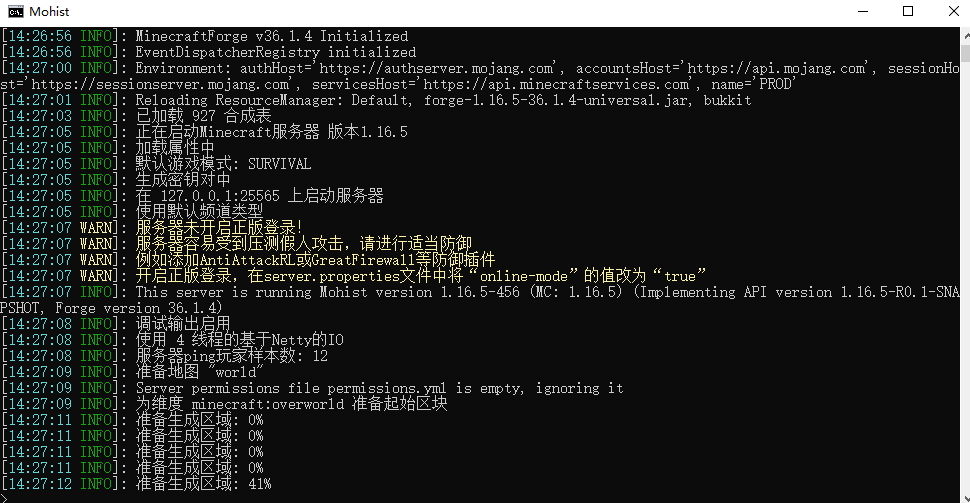 Mohist
[14:26:56 INFO]: MinecraftForge v36.1.4 Initialized
[14:26:56 INFO]: EventDispatcherRegistry initialized
[14:27:00 INFO]: Environment: authHost='https://authserver.mojang.com', accountsHost='https://api.mojang.com', sessionHo
st='https://sessionserver.mojang.com', servicesHost='https://api.minecraftservices.com', name='PROD'
[14:27:01 INFO]: Reloading ResourceManager: Default, forge-1.16.5-36.1.4-universal.jar, bukkit
[14:27:03 INFO]: 已加载 927 合成表
[14:27:05 INFO]: 正在启动Minecraft服务器 版本1.16.5
[14:27:05 INFO]: 加载属性中
[14:27:05 INFO]: 默认游戏模式: SURVIVAL
[14:27:05 INFO]: 生成密钥对中
[14:27:05 INFO]: 在 127.0.0.1:25565 上启动服务器
[14:27:05 INFO]: 使用默认频道类型
[14:27:07 WARN]: 服务器未开启正版登录!
[14:27:07 WARN]: 服务器容易受到压测假人攻击，请进行适当防御
[14:27:07 WARN]: 例如添加AntiAttackRL或GreatFirewall等防御插件
[14:27:07 WARN]: 开启正版登录，在server.properties文件中将“online-mode”的值改为“true”
[14:27:07 INFO]: This server is running Mohist version 1.16.5-456 (MC: 1.16.5) (Implementing API version 1.16.5-R0.1-SNA
PSHOT, Forge version 36.1.4)
[14:27:08 INFO]: 调试输出启用
[14:27:08 INFO]: 使用 4 线程的基于Netty的IO
[14:27:08 INFO]: 服务器ping玩家样本数: 12
[14:27:09 INFO]: 准备地图 "world"
[14:27:09 INFO]: Server permissions file permissions.yml is empty, ignoring it
[14:27:09 INFO]: 为维度 minecraft:overworld 准备起始区块
[14:27:11 INFO]: 准备生成区域: 0%
[14:27:11 INFO]: 准备生成区域: 0%
[14:27:11 INFO]: 准备生成区域: 0%
[14:27:11 INFO]: 准备生成区域: 0%
[14:27:12 INFO]: 准备生成区域: 41%
>